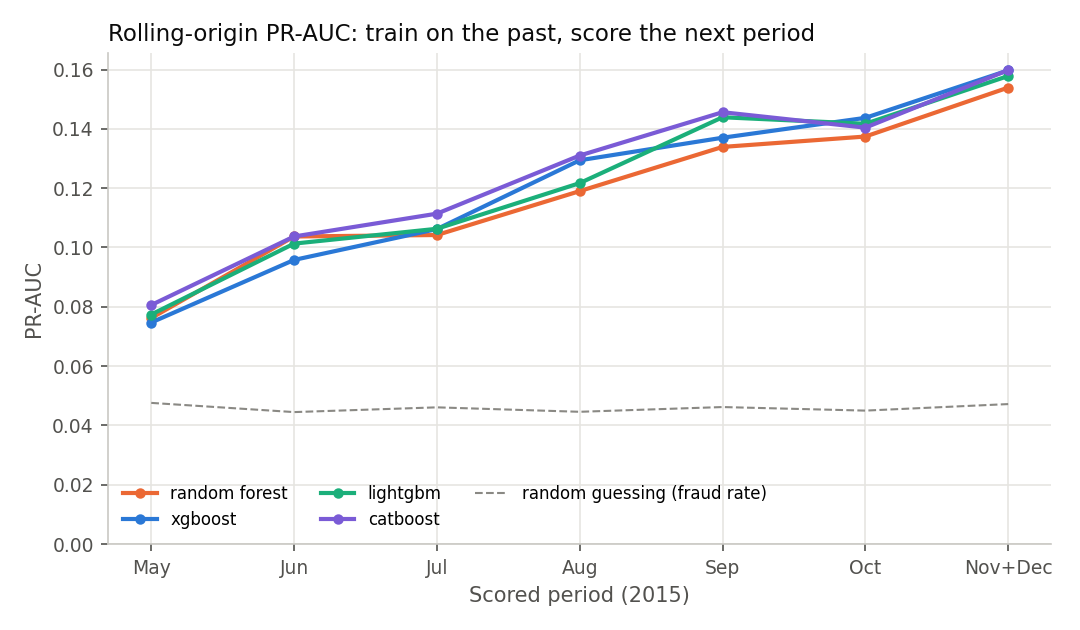 Rolling-origin PR-AUC: train on the past, score the next period
PR-AUC
0.16
0.14
0.12
0.10
0.08
0.06
0.04
0.02
0.00
random forest
lightgbm
random guessing (fraud rate)
xgboost
catboost
May
Jun
Jul
Aug
Sep
Oct
Nov+Dec
Scored period (2015)